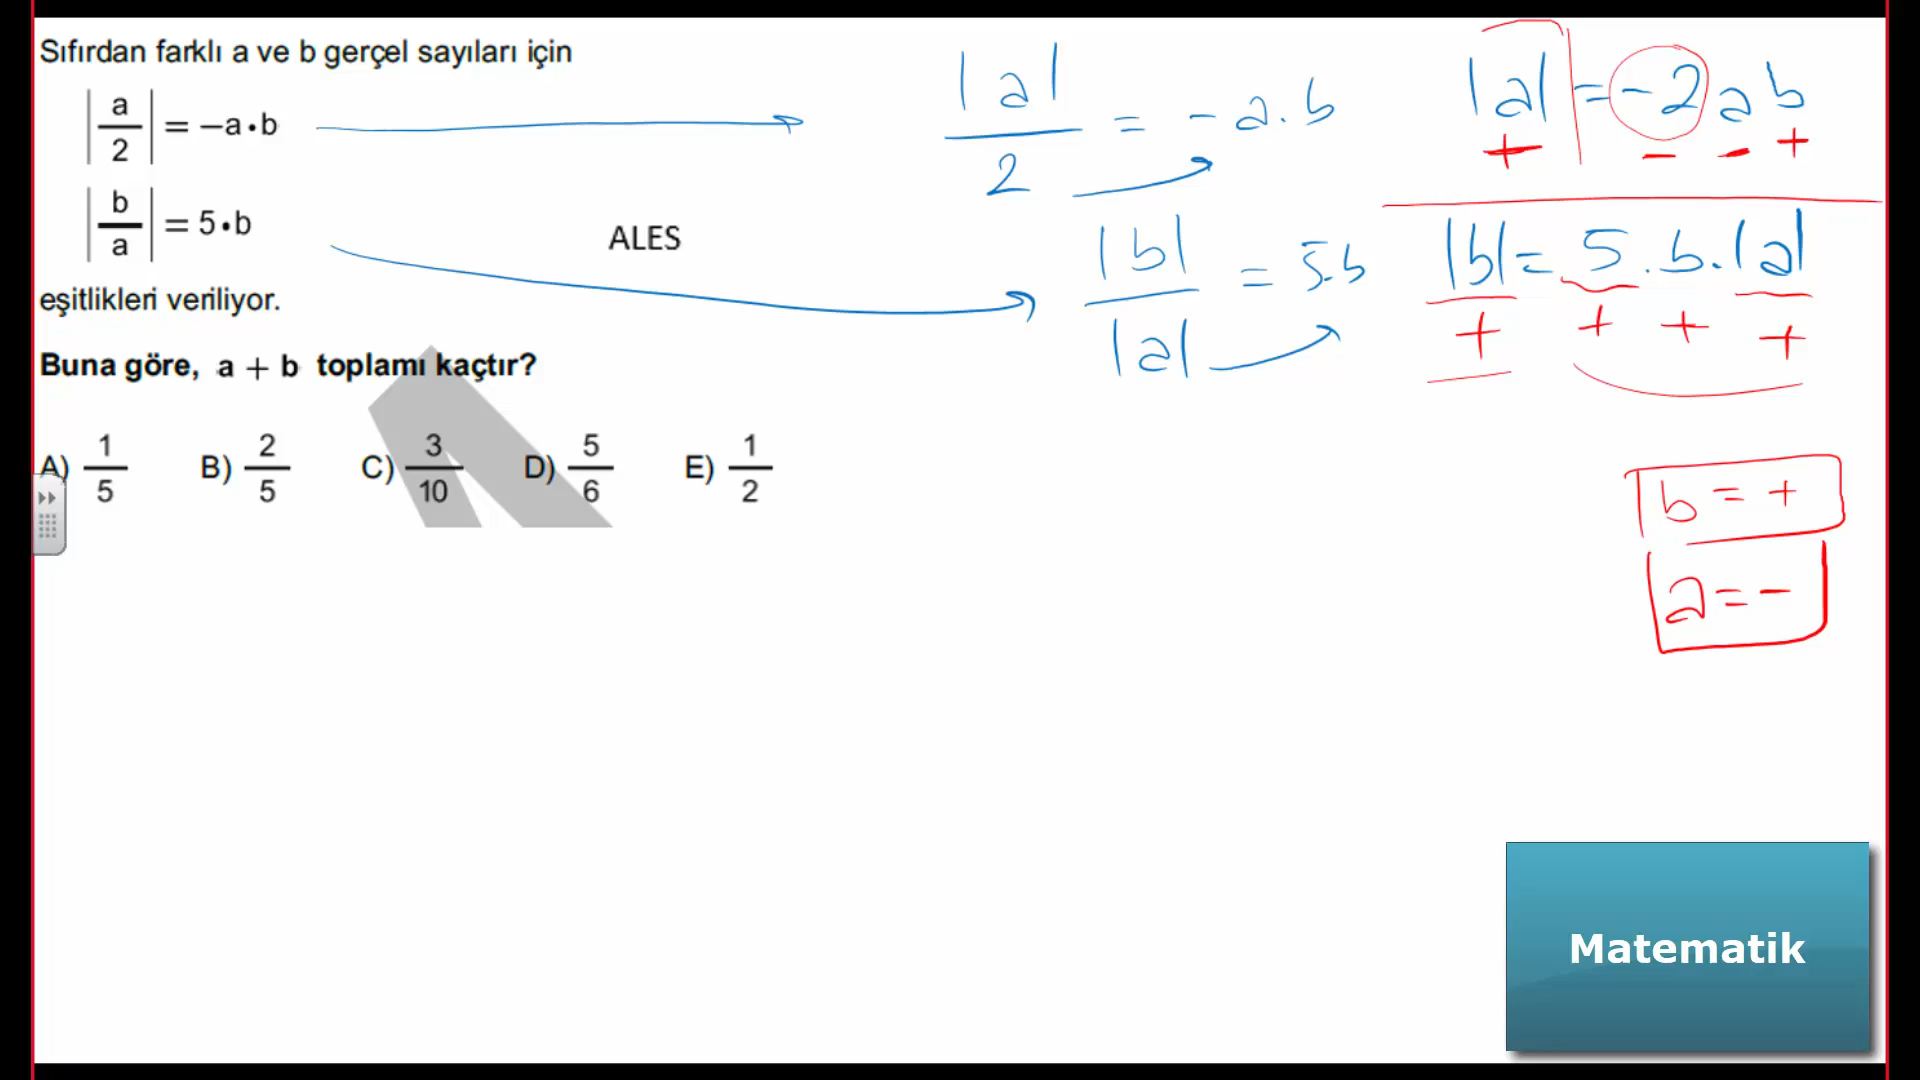 Sıfırdan farklı a ve b gerçel sayıları için
|a/2| = −a•b
|b/a| = 5•b
ALES
eşitlikleri veriliyor.
Buna göre, a + b toplamı kaçtır?
A) 1/5 B) 2/5 C) 3/10 D) 5/6 E) 1/2
|a|/2 = -a.b
|b|/|a| = 5.b
|a| = -2ab
+ - - +
|b| = 5.b.|a|
+ + + +
b = +
a = -
Matematik